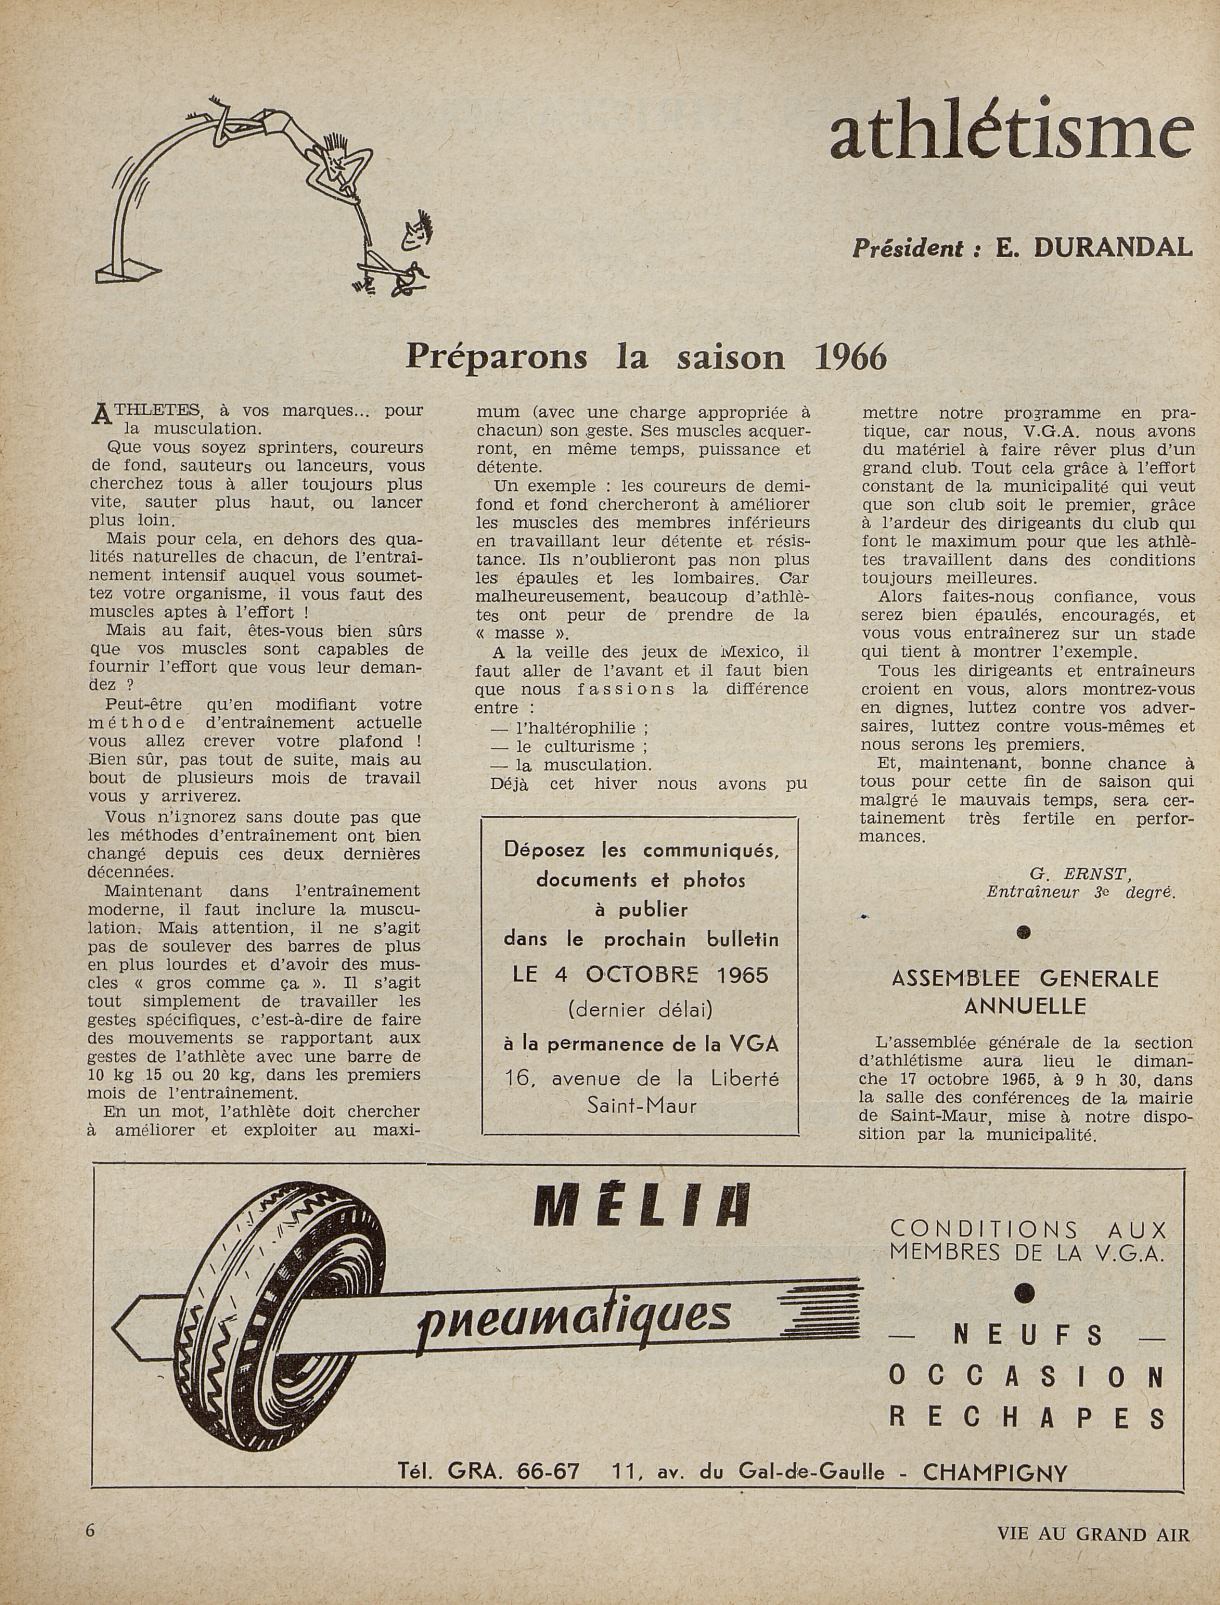 athlétisme
Président : E. DURANDAL
Préparons la saison 1966
ATHLETES, à vos marques... pour
la musculation.
Que vous soyez sprinters, coureurs
de fond, sauteurs ou lanceurs, vous
cherchez tous à aller toujours plus
vite, sauter plus haut, ou lancer
plus loin.
Mais pour cela, en dehors des qua-
lités naturelles de chacun, de l'entraî-
nement intensif auquel vous soumet-
tez votre organisme, il vous faut des
muscles aptes à l'effort !
Mais au fait, êtes-vous bien sûrs
que vos muscles sont capables de
fournir l'effort que vous leur deman-
dez ?
Peut-être qu'en modifiant votre
méthode d'entraînement actuelle
vous allez crever votre plafond !
Bien sûr, pas tout de suite, mais au
bout de plusieurs mois de travail
vous y arriverez.
Vous n'ignorez sans doute pas que
les méthodes d'entraînement ont bien
changé depuis ces deux dernières
décennées.
Maintenant dans l'entraînement
moderne, il faut inclure la muscu-
lation. Mais attention, il ne s'agit
pas de soulever des barres de plus
en plus lourdes et d'avoir des mus-
cles « gros comme ça ». Il s'agit
tout simplement de travailler les
gestes spécifiques, c'est-à-dire de faire
des mouvements se rapportant aux
gestes de l'athlète avec une barre de
10 kg 15 ou 20 kg, dans les premiers
mois de l'entraînement.
En un mot, l'athlète doit chercher
à améliorer et exploiter au maxi-
mum (avec une charge appropriée à
chacun) son geste. Ses muscles acquer-
ront, en même temps, puissance et
détente.
Un exemple : les coureurs de demi-
fond et fond chercheront à améliorer
les muscles des membres inférieurs
en travaillant leur détente et résis-
tance. Ils n'oublieront pas non plus
les épaules et les lombaires. Car
malheureusement, beaucoup d'athlè-
tes ont peur de prendre de la
« masse ».
A la veille des jeux de Mexico, il
faut aller de l'avant et il faut bien
que nous fassions la différence
entre :
— l'haltérophilie ;
— le culturisme ;
— la musculation.
Déjà cet hiver nous avons pu
Déposez les communiqués,
documents et photos
à publier
dans le prochain bulletin
LE 4 OCTOBRE 1965
(dernier délai)
à la permanence de la VGA
16, avenue de la Liberté
Saint-Maur
mettre notre programme en pra-
tique, car nous, V.G.A. nous avons
du matériel à faire rêver plus d'un
grand club. Tout cela grâce à l'effort
constant de la municipalité qui veut
que son club soit le premier, grâce
à l'ardeur des dirigeants du club qui
font le maximum pour que les athlè-
tes travaillent dans des conditions
toujours meilleures.
Alors faites-nous confiance, vous
serez bien épaulés, encouragés, et
vous vous entraînerez sur un stade
qui tient à montrer l'exemple.
Tous les dirigeants et entraîneurs
croient en vous, alors montrez-vous
en dignes, luttez contre vos adver-
saires, luttez contre vous-mêmes et
nous serons les premiers.
Et, maintenant, bonne chance à
tous pour cette fin de saison qui
malgré le mauvais temps, sera cer-
tainement très fertile en perfor-
mances.
G. ERNST,
Entraîneur 3e degré.
ASSEMBLEE GENERALE
ANNUELLE
L'assemblée générale de la section
d'athlétisme aura lieu le diman-
che 17 octobre 1965, à 9 h 30, dans
la salle des conférences de la mairie
de Saint-Maur, mise à notre dispo-
sition par la municipalité.
MÉLIA
pneumatiques
CONDITIONS AUX
MEMBRES DE LA V.G.A.
— NEUFS —
OCCASION
RECHAPES
Tél. GRA. 66-67 11, av. du Gal-de-Gaulle - CHAMPIGNY
6
VIE AU GRAND AIR